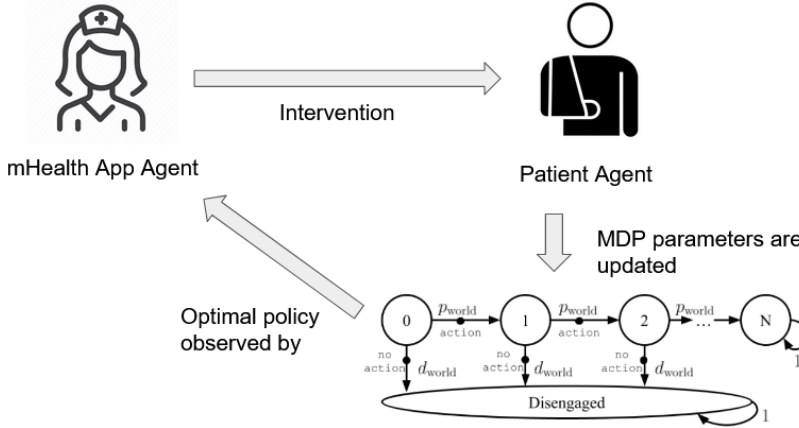 Intervention
mHealth App Agent
Patient Agent
MDP parameters are
updated
Optimal policy
observed by
p_world
p_world
p_world
0
1
2
...
N
action
action
1
no
action
d_world
no
action
d_world
no
action
d_world
Disengaged
1